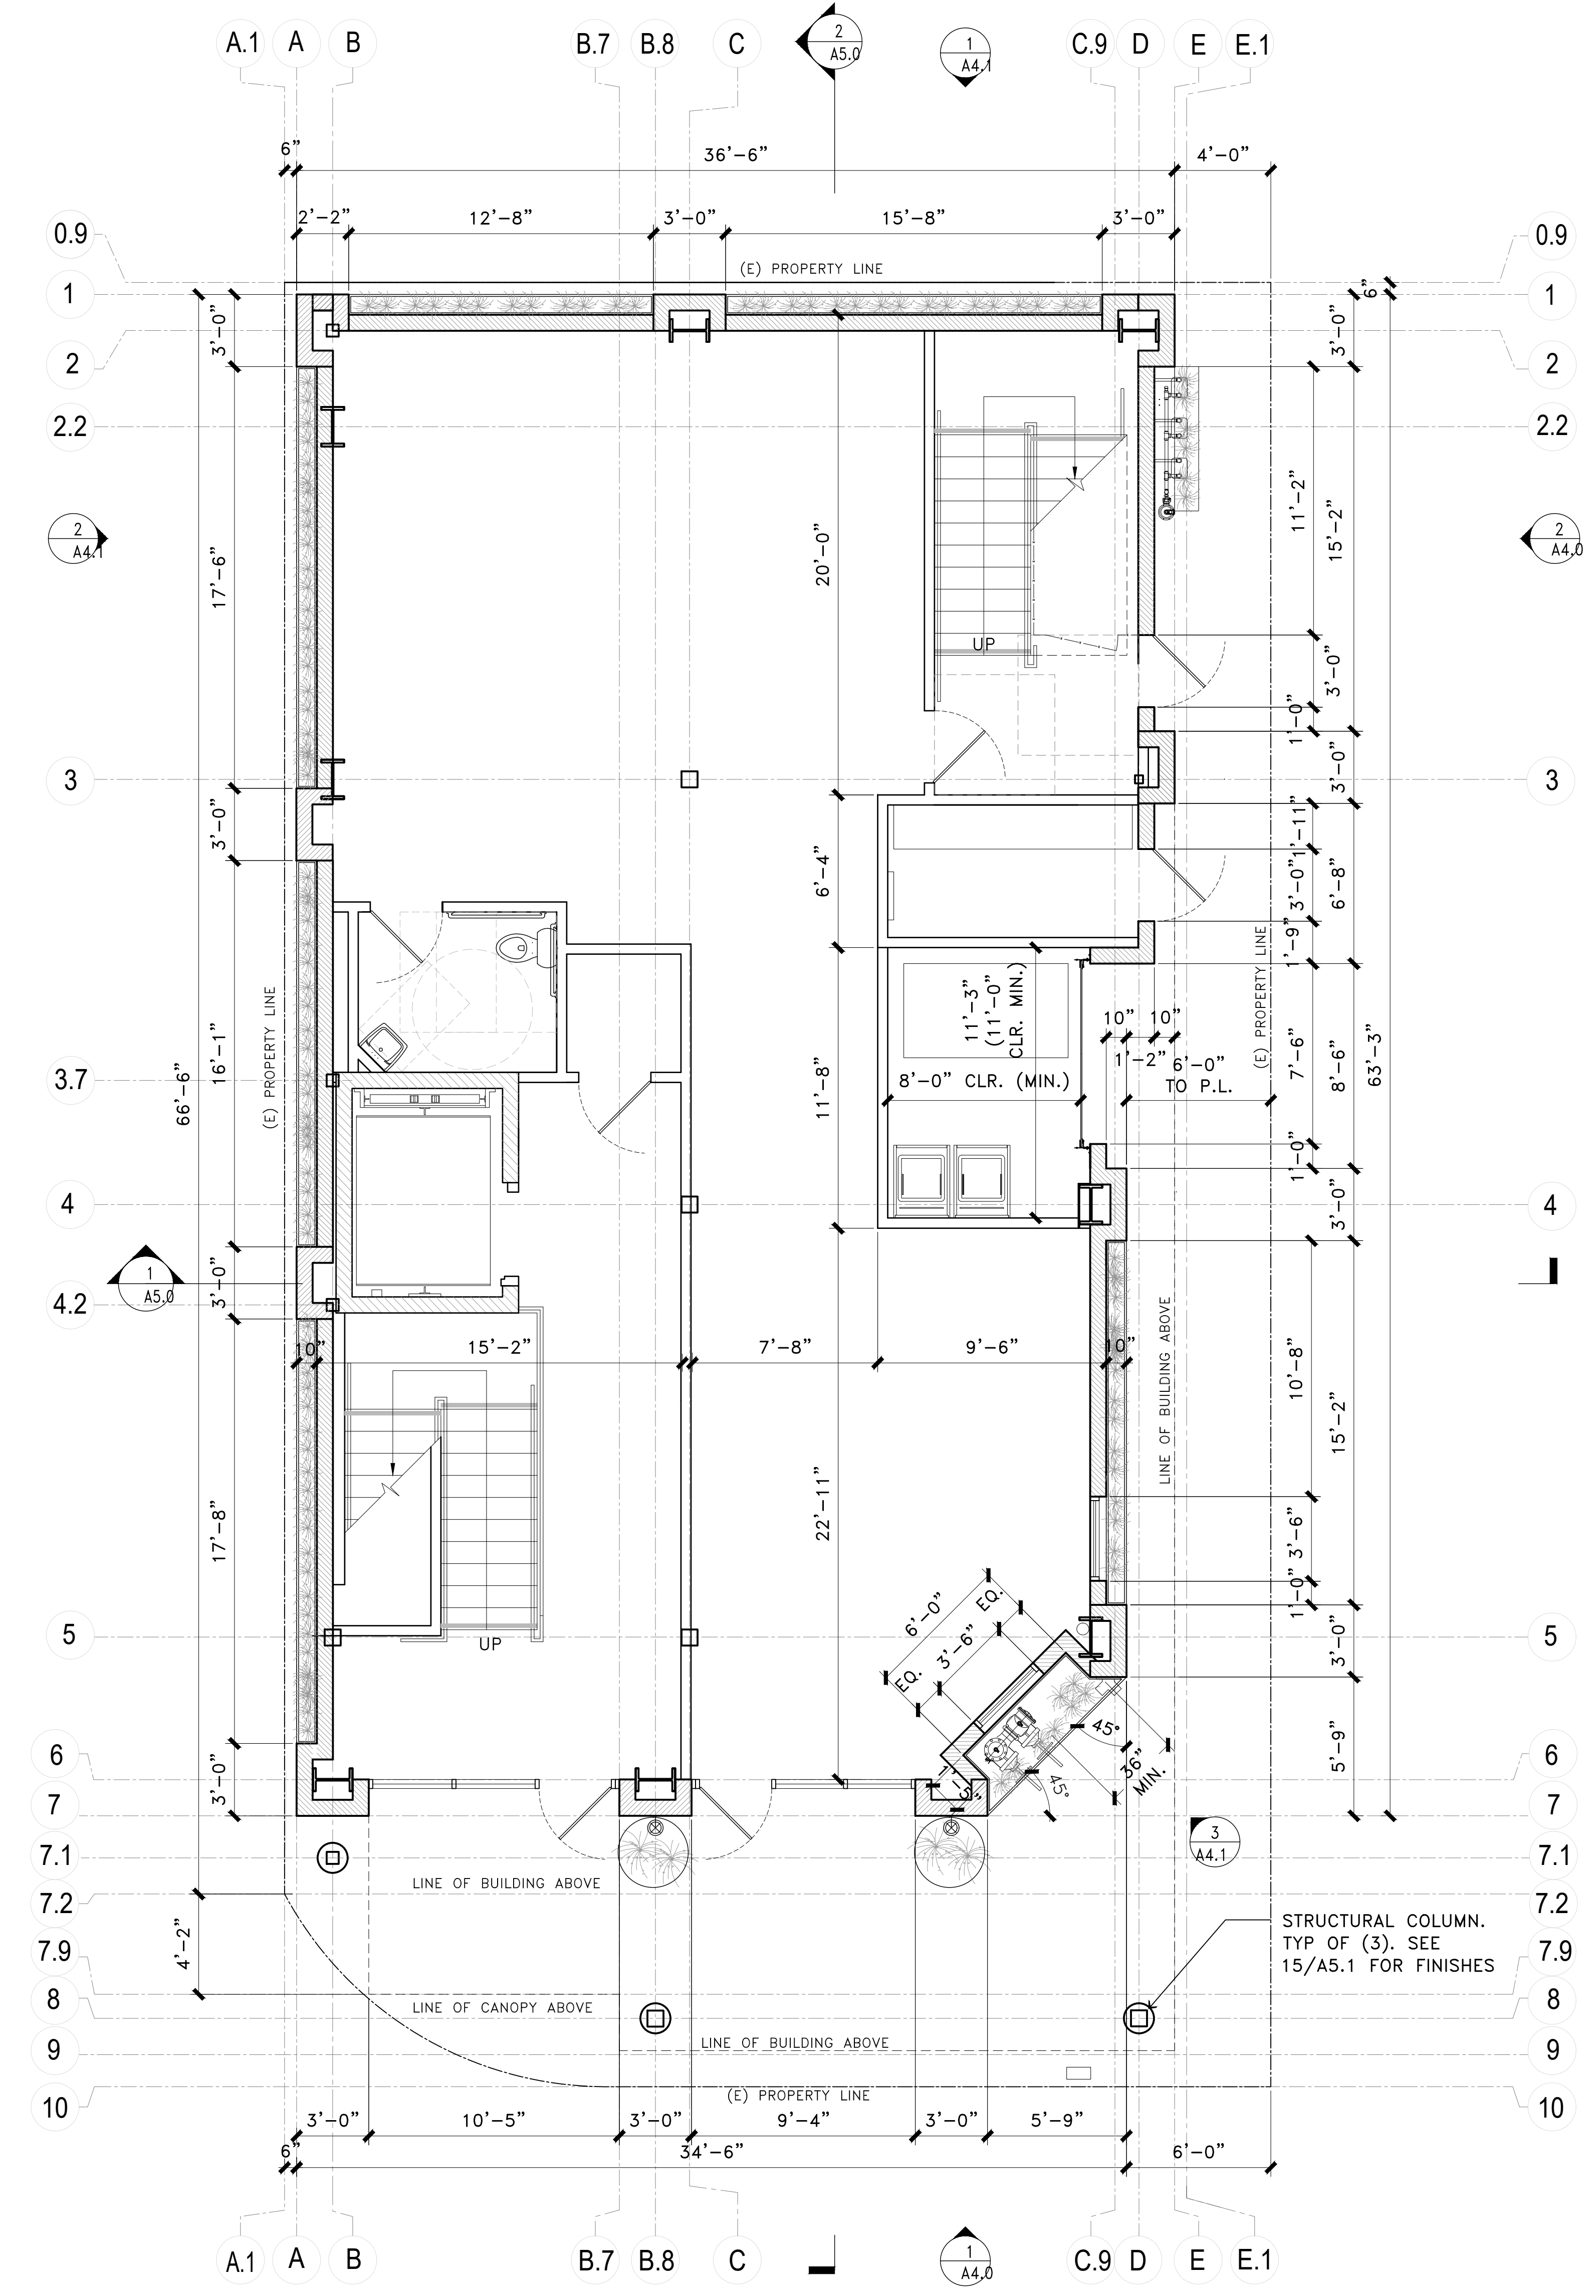 A.1 A B B.7 B.8 C C.9 D E E.1
2
A5.0
1
A4.1
6" 36'-6" 4'-0"
2'-2" 12'-8" 3'-0" 15'-8" 3'-0"
0.9 (E) PROPERTY LINE 0.9
1 6" 1
3'-0" 3'-0"
2 2
2.2 2.2
11'-2"
15'-2"
2
A4.1
2
A4.0
17'-6" 20'-0"
UP
3'-0"
1'-0"
3 3'-0" 3
3'-0"
1'-11"
6'-4" 3'-0" 6'-8"
1'-9"
(E) PROPERTY LINE
(E) PROPERTY LINE
11'-3"
(11'-0")
CLR. MIN.)
10" 10"
1'-2" 6'-0"
TO P.L.
8'-0" CLR. (MIN.)
7'-6" 8'-6" 63'-3"
16'-1"
66'-6"
11'-8"
3.7
1'-0"
4 3'-0" 4
1
A5.0
3'-0"
4.2
LINE OF BUILDING ABOVE
10" 15'-2" 7'-8" 9'-6" 10"
10'-8"
15'-2"
17'-8" 22'-11"
3'-6"
1'-0"
6'-0" EQ.
3'-6"
EQ.
5 UP 3'-0" 5
45°
36"
MIN.
45°
1'-5"
5'-9"
6 3'-0" 6
7 7
3
A4.1
7.1 7.1
LINE OF BUILDING ABOVE
7.2 7.2
STRUCTURAL COLUMN.
TYP OF (3). SEE
15/A5.1 FOR FINISHES
4'-2"
7.9 7.9
8 LINE OF CANOPY ABOVE 8
LINE OF BUILDING ABOVE
9 9
(E) PROPERTY LINE
10 10
3'-0" 10'-5" 3'-0" 9'-4" 3'-0" 5'-9"
6" 34'-6" 6'-0"
1
A4.0
A.1 A B B.7 B.8 C C.9 D E E.1